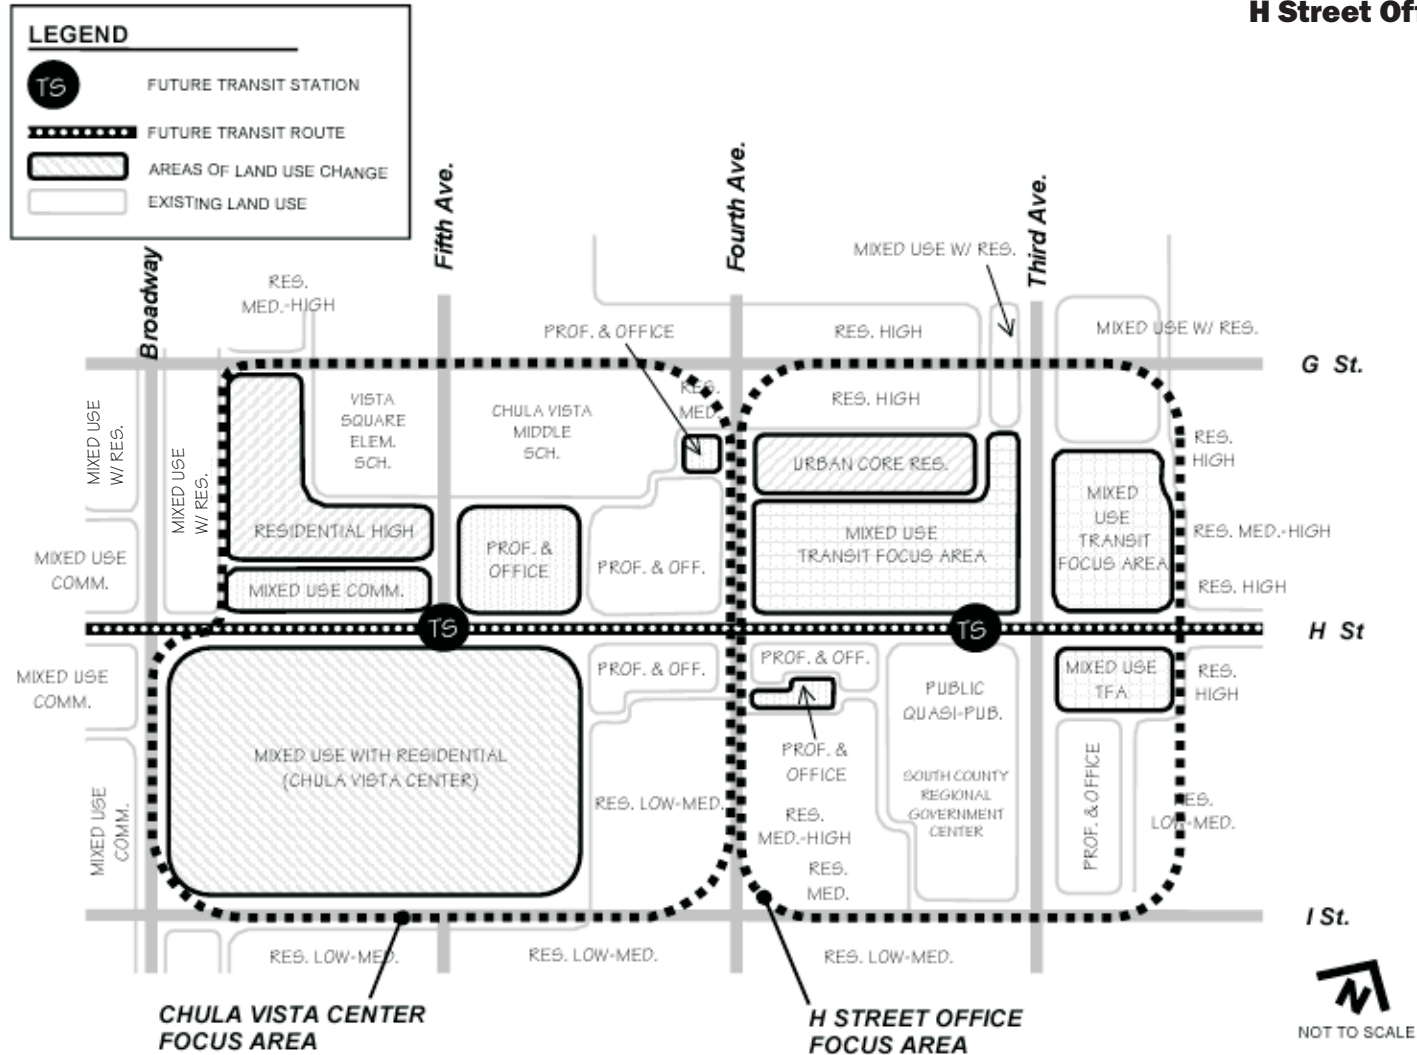 H Street Off
LEGEND
TS
FUTURE TRANSIT STATION
FUTURE TRANSIT ROUTE
AREAS OF LAND USE CHANGE
EXISTING LAND USE
Broadway
Fifth Ave.
Fourth Ave.
Third Ave.
MIXED USE W/ RES.
RES.
MED.-HIGH
PROF. & OFFICE
RES. HIGH
MIXED USE W/ RES.
G St.
MIXED USE
W/ RES.
MIXED USE
W/ RES.
VISTA
SQUARE
ELEM.
SCH.
CHULA VISTA
MIDDLE
SCH.
RES.
MED.
RES. HIGH
URBAN CORE RES.
RES.
HIGH
RESIDENTIAL HIGH
PROF. &
OFFICE
MIXED USE
TRANSIT FOCUS AREA
MIXED
USE
TRANSIT
FOCUS AREA
RES. MED.-HIGH
MIXED USE
COMM.
MIXED USE COMM.
PROF. & OFF.
RES. HIGH
TS
TS
H St
MIXED USE
COMM.
PROF. & OFF.
PROF. & OFF.
PUBLIC
QUASI-PUB.
MIXED USE
TFA
RES.
HIGH
MIXED USE WITH RESIDENTIAL
(CHULA VISTA CENTER)
PROF. &
OFFICE
MIXED USE
COMM.
RES. LOW-MED.
RES.
MED.-HIGH
RES.
MED.
SOUTH COUNTY
REGIONAL
GOVERNMENT
CENTER
PROF. & OFFICE
RES.
LOW-MED.
I St.
RES. LOW-MED.
RES. LOW-MED.
RES. LOW-MED.
CHULA VISTA CENTER
FOCUS AREA
H STREET OFFICE
FOCUS AREA
N
NOT TO SCALE